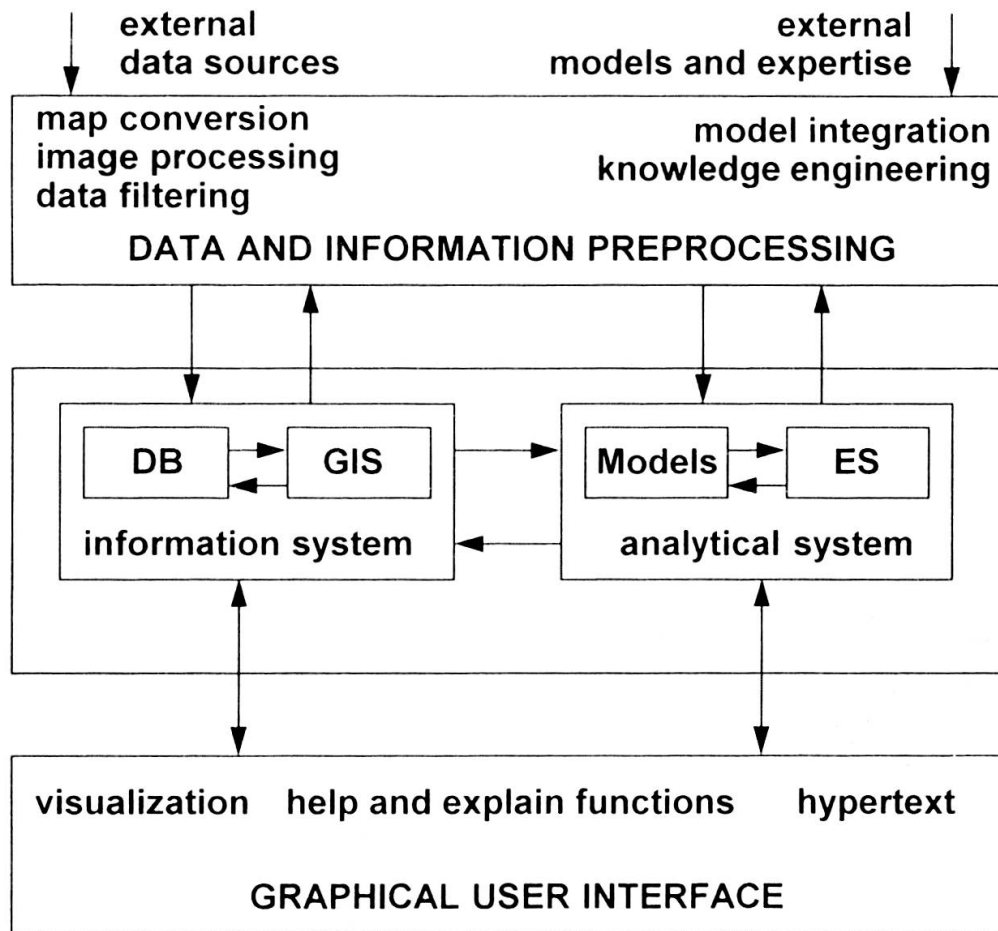 external
data sources
external
models and expertise
map conversion
image processing
data filtering
model integration
knowledge engineering
DATA AND INFORMATION PREPROCESSING
DB
GIS
information system
Models
ES
analytical system
visualization
help and explain functions
hypertext
GRAPHICAL USER INTERFACE